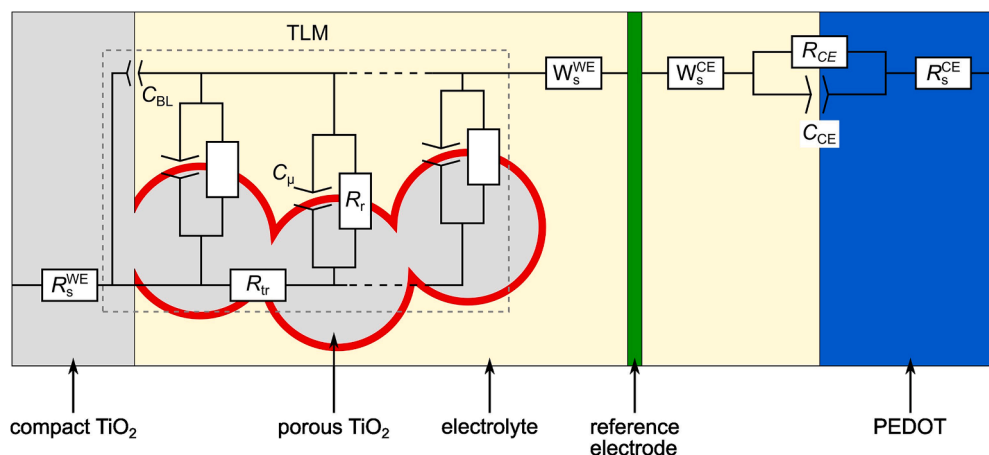 TLM
C_BL
W_s^WE
W_s^CE
R_CE
R_s^CE
C_CE
C_μ
R_r
R_s^WE
R_tr
compact TiO₂
porous TiO₂
electrolyte
reference
electrode
PEDOT